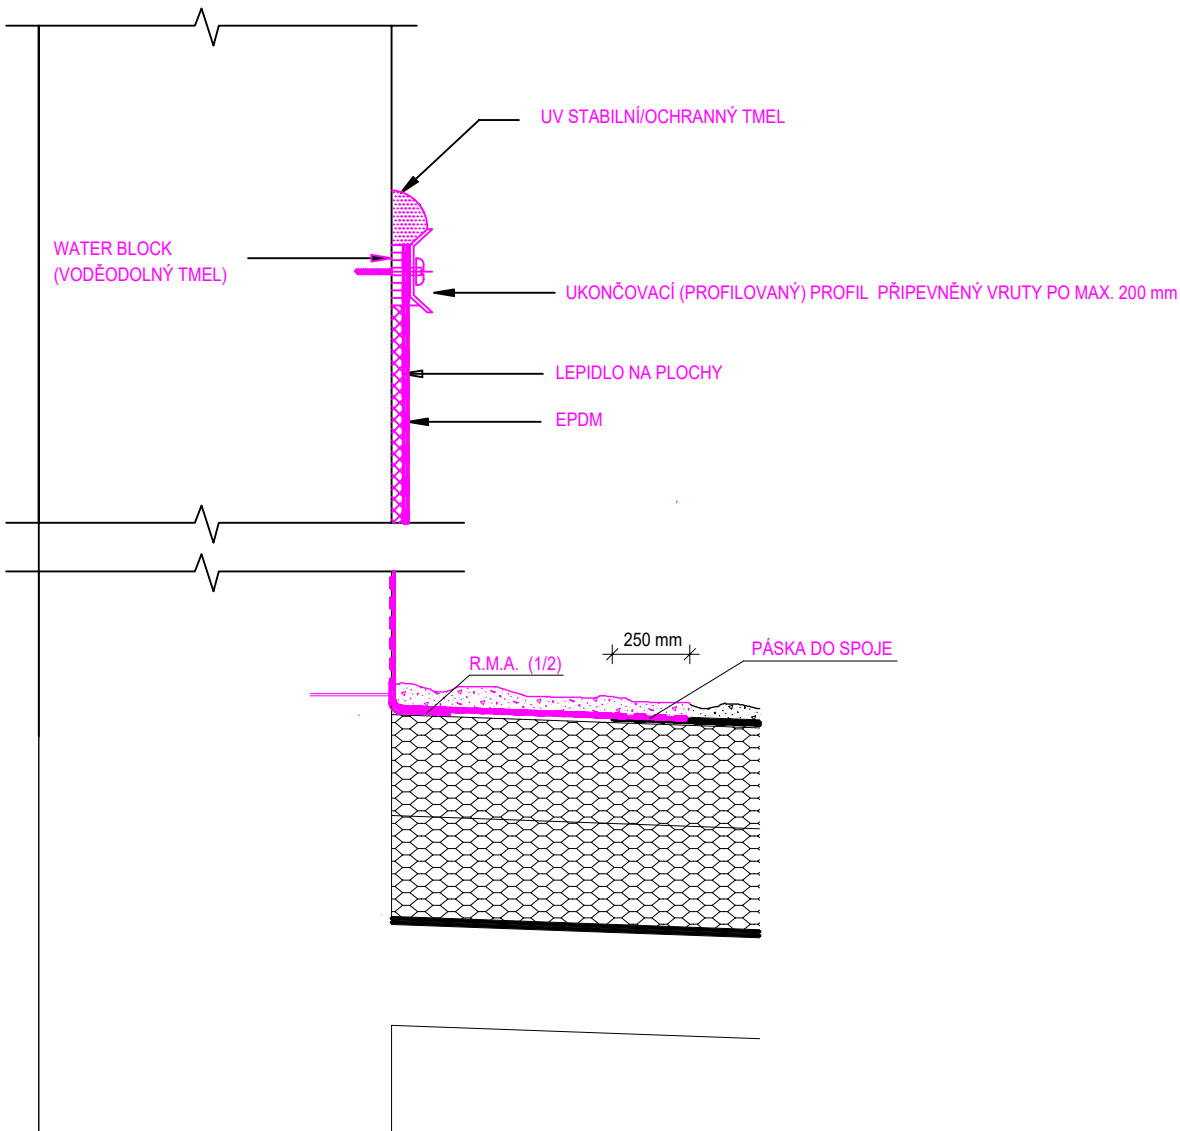 UV STABILNÍ/OCHRANNÝ TMEL
WATER BLOCK
(VODĚODOLNÝ TMEL)
UKONČOVACÍ (PROFILOVANÝ) PROFIL PŘIPEVNĚNÝ VRUTY PO MAX. 200 mm
LEPIDLO NA PLOCHY
EPDM
250 mm
PÁSKA DO SPOJE
R.M.A. (1/2)